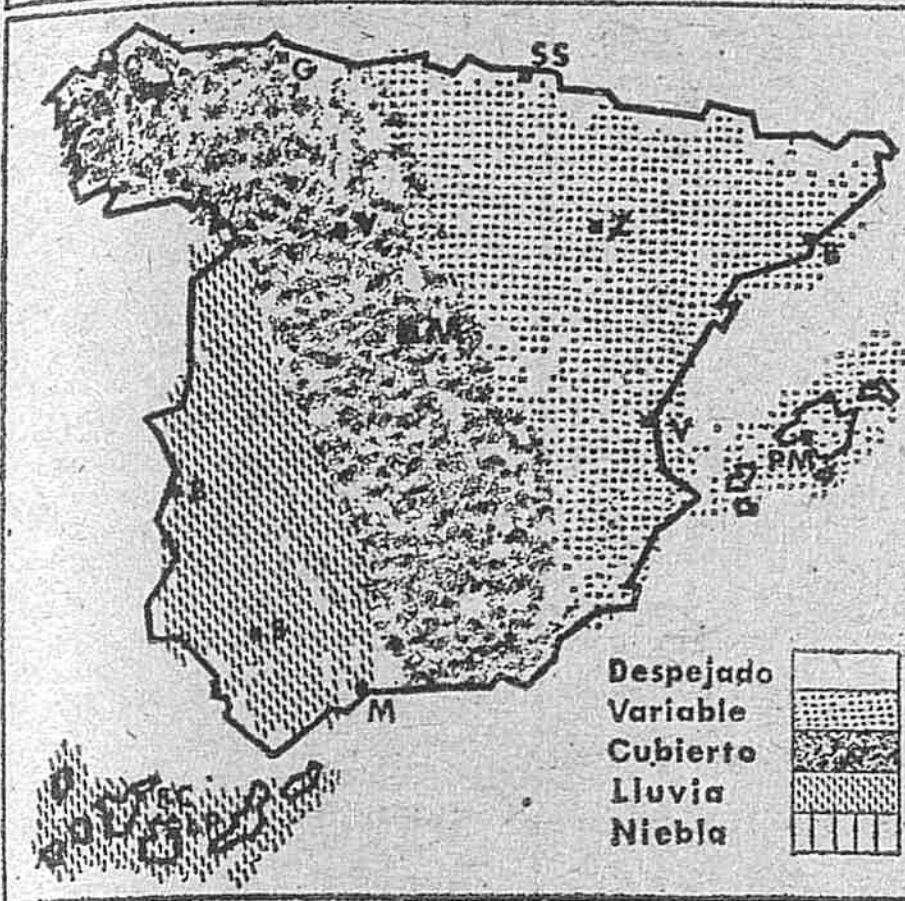 SS
G
C
V
Z
B
M
V
PM
B
S
M
Despejado
Variable
Cubierto
Lluvia
Niebla